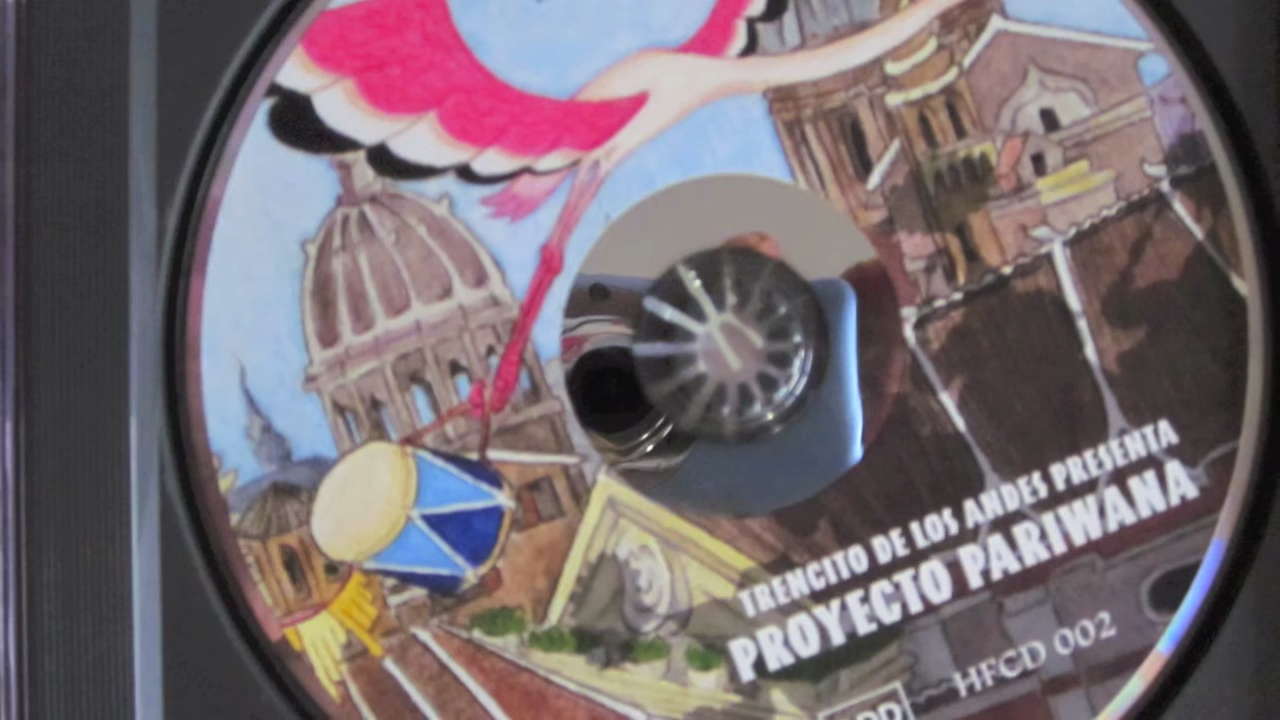 TRENCITO DE LOS ANDES PRESENTA
PROYECTO PARIWANA
HFCD 002